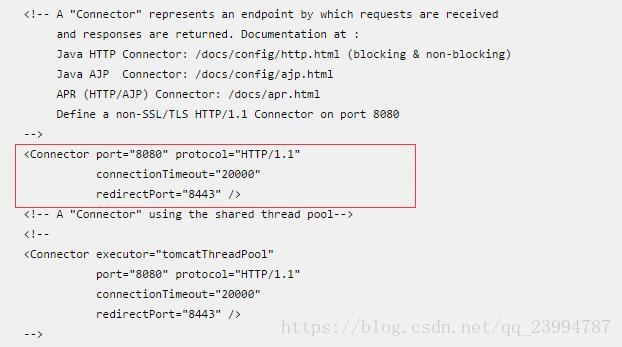 <!-- A "Connector" represents an endpoint by which requests are received
and responses are returned. Documentation at :
Java HTTP Connector: /docs/config/http.html (blocking & non-blocking)
Java AJP  Connector: /docs/config/ajp.html
APR (HTTP/AJP) Connector: /docs/apr.html
Define a non-SSL/TLS HTTP/1.1 Connector on port 8080
-->
<Connector port="8080" protocol="HTTP/1.1"
connectionTimeout="20000"
redirectPort="8443" />
<!-- A "Connector" using the shared thread pool-->
<!--
<Connector executor="tomcatThreadPool"
port="8080" protocol="HTTP/1.1"
connectionTimeout="20000"
redirectPort="8443" />
-->
https://blog.csdn.net/qq_23994787